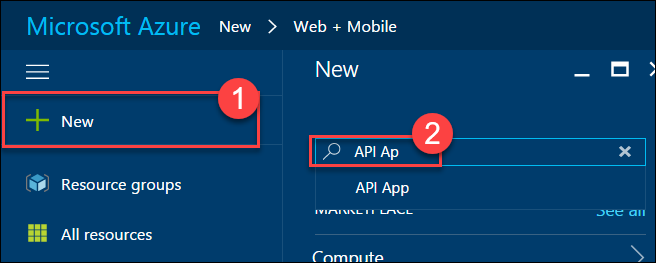 Microsoft Azure New > Web + Mobile
New
1
New
2
API Ap
API App
Resource groups
MARKETPLACE See all
All resources
Compute